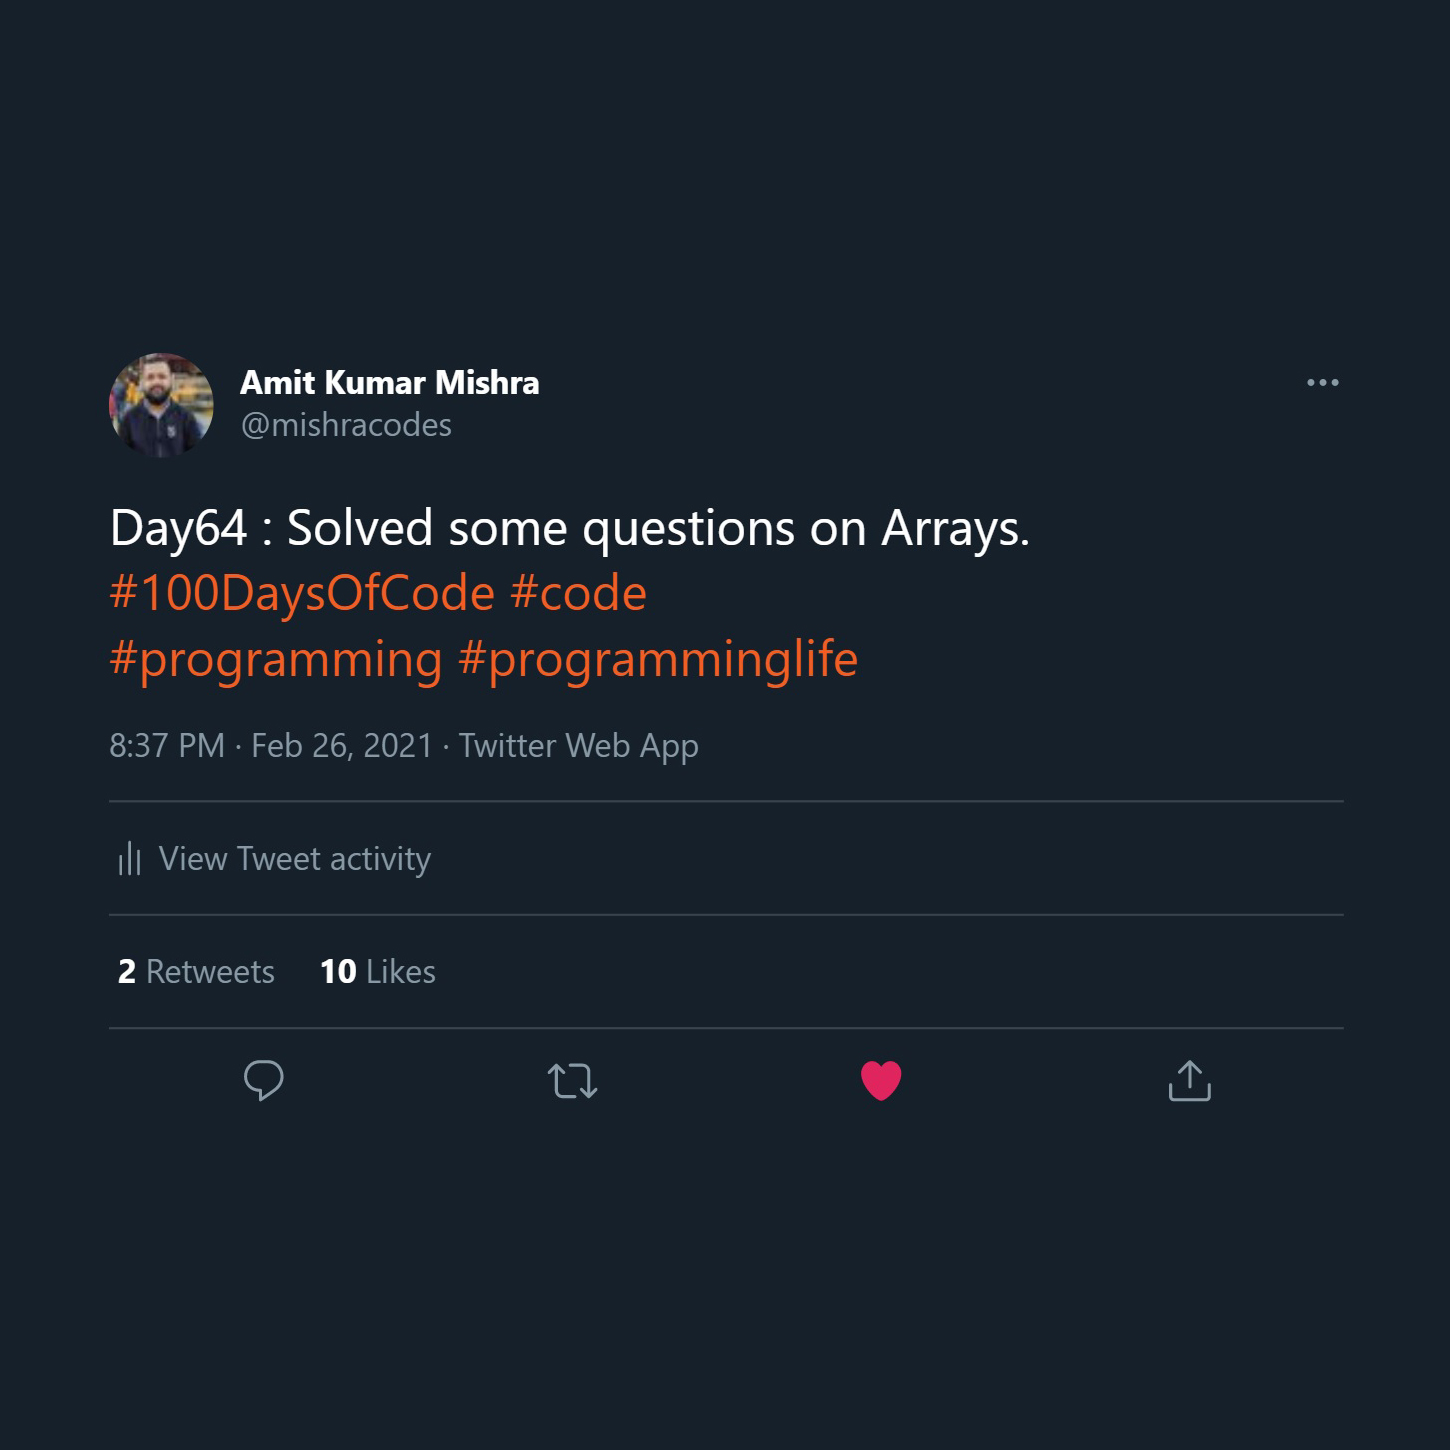 Amit Kumar Mishra
@mishracodes
Day64 : Solved some questions on Arrays.
#100DaysOfCode #code
#programming #programminglife
8:37 PM · Feb 26, 2021 · Twitter Web App
View Tweet activity
2 Retweets 10 Likes